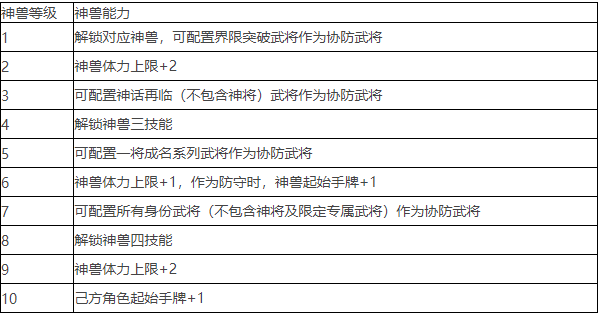 神兽等级 神兽能力
1 解锁对应神兽，可配置界限突破武将作为协防武将
2 神兽体力上限+2
3 可配置神话再临（不包含神将）武将作为协防武将
4 解锁神兽三技能
5 可配置一将成名系列武将作为协防武将
6 神兽体力上限+1，作为防守时，神兽起始手牌+1
7 可配置所有身份武将（不包含神将及限定专属武将）作为协防武将
8 解锁神兽四技能
9 神兽体力上限+2
10 己方角色起始手牌+1